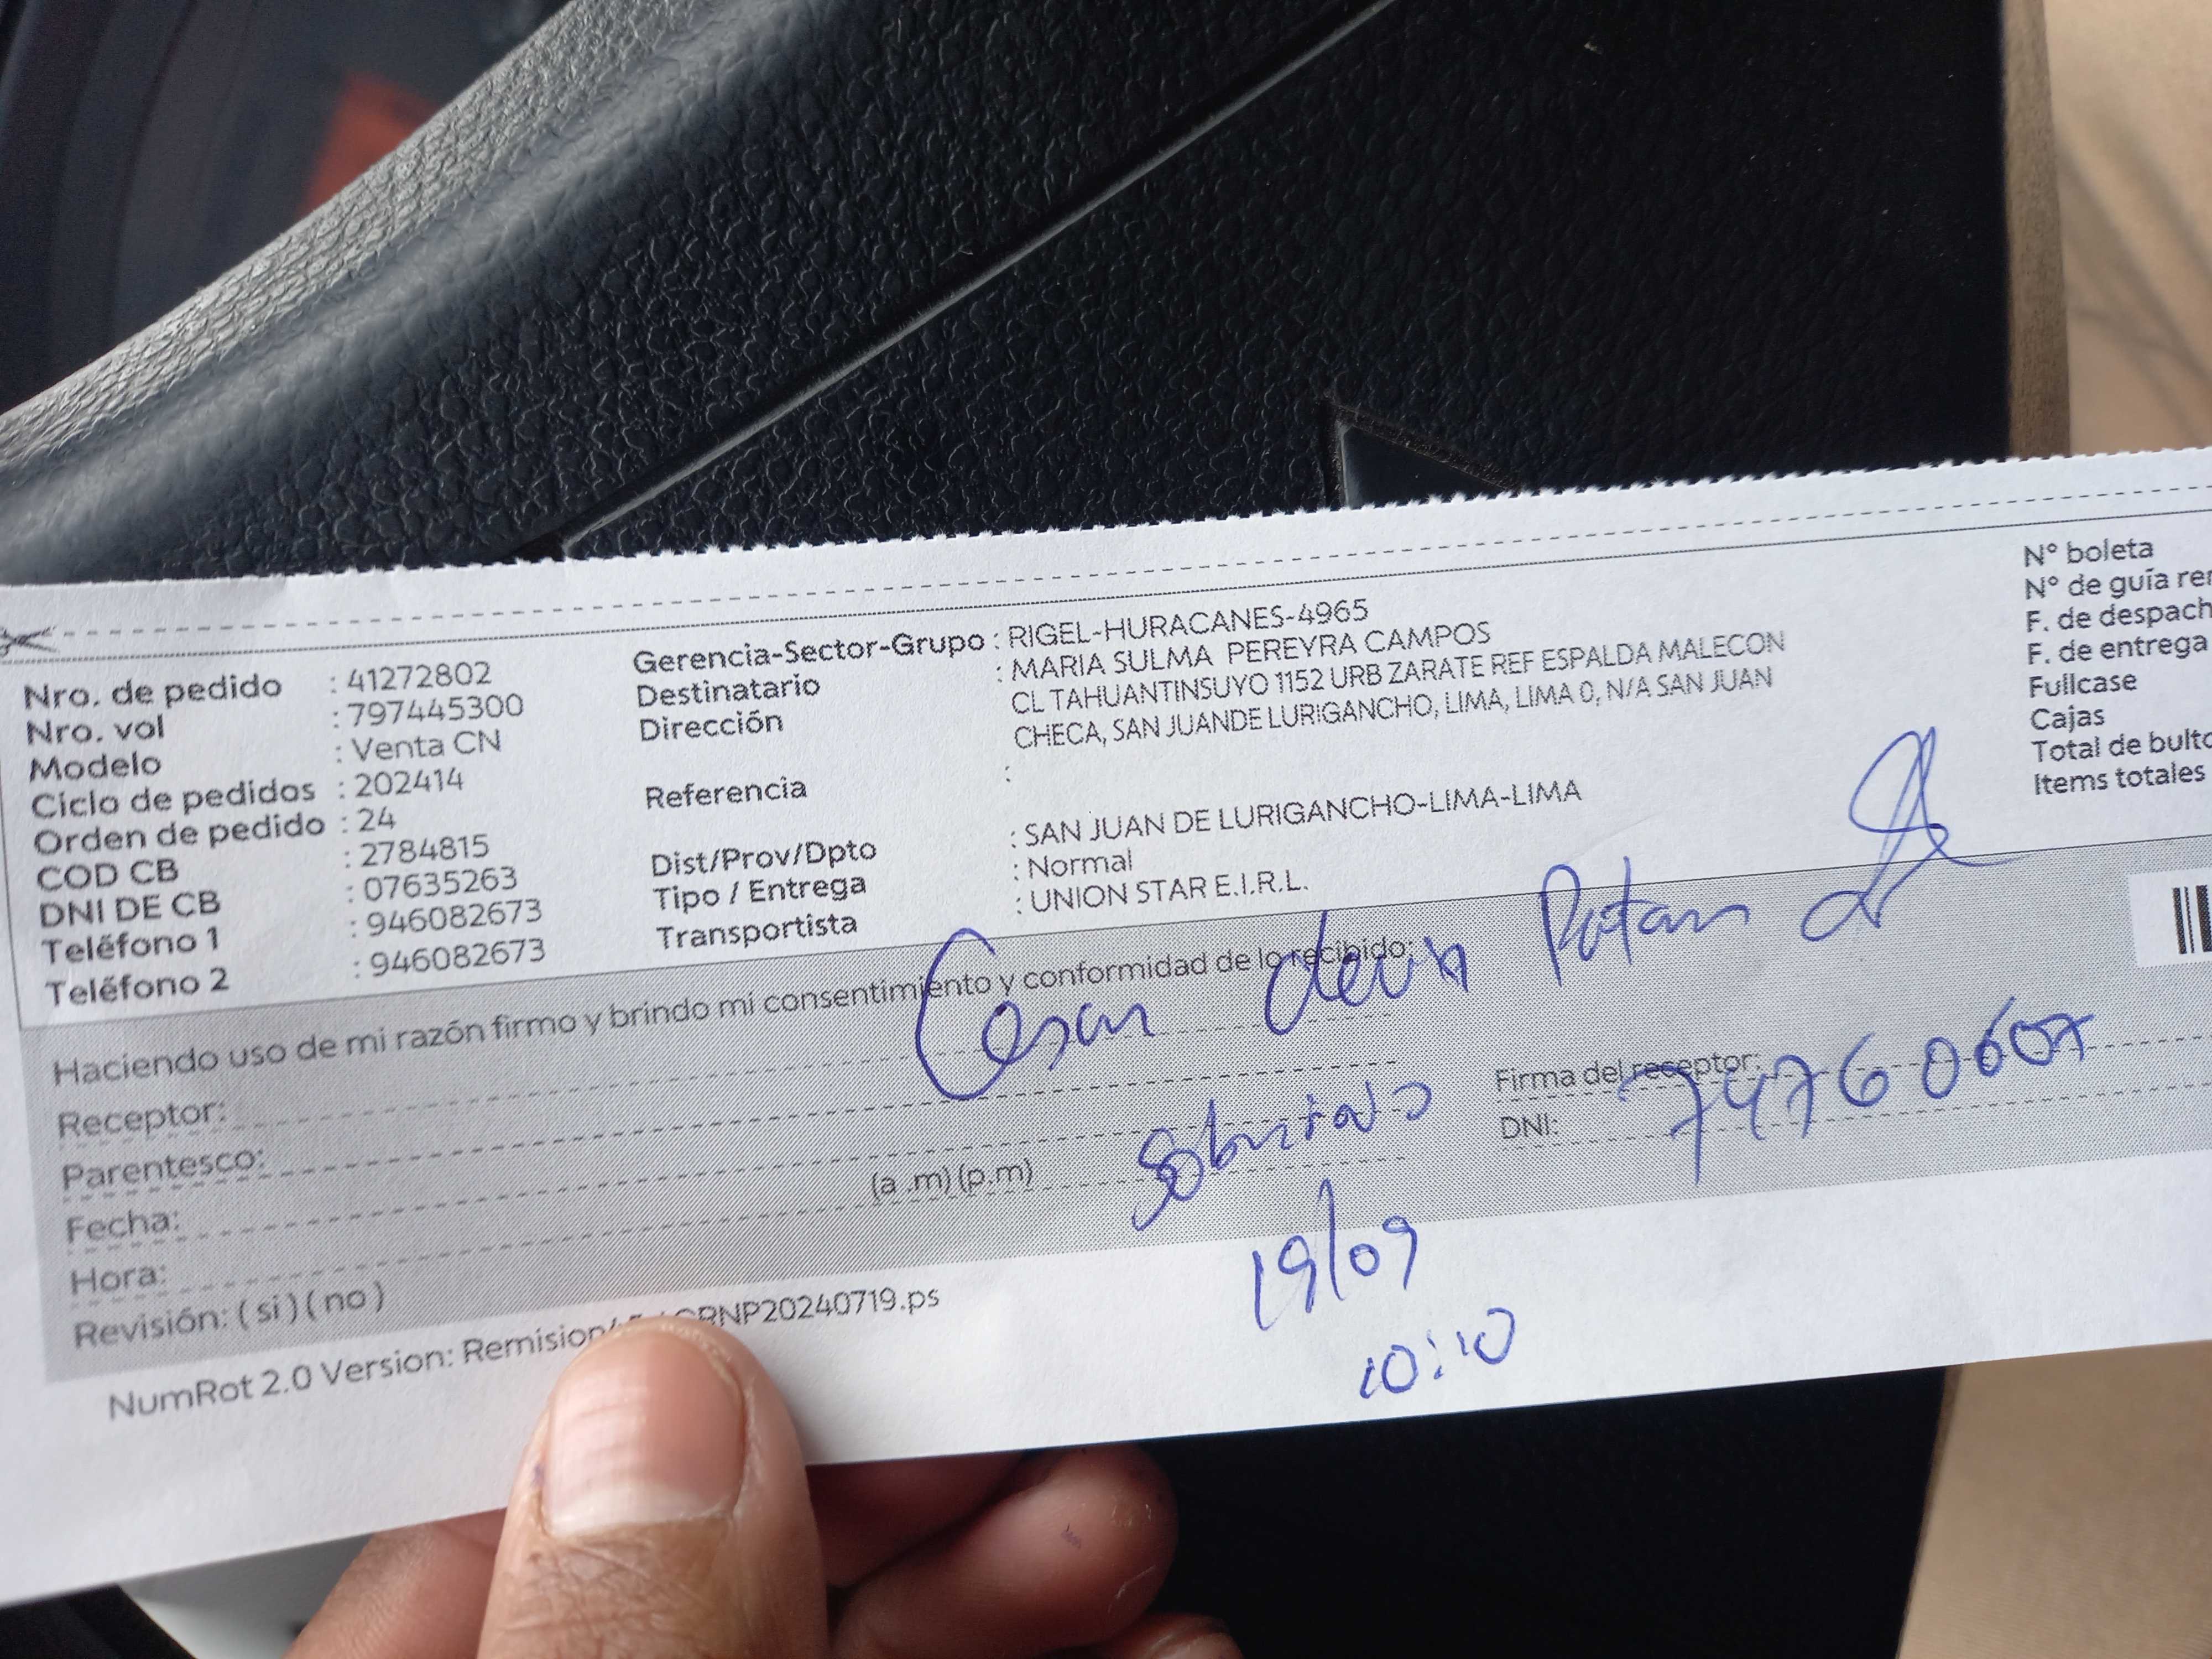 Nro. de pedido : 41272802
Nro. vol : 797445300
Modelo : Venta CN
Ciclo de pedidos : 202414
Orden de pedido : 24
COD CB : 2784815
DNI DE CB : 07635263
Teléfono 1 : 946082673
Teléfono 2 : 946082673
Gerencia-Sector-Grupo : RIGEL-HURACANES-4965
Destinatario : MARIA SULMA PEREYRA CAMPOS
Dirección CL TAHUANTINSUYO 1152 URB ZARATE REF ESPALDA MALECON
CHECA, SAN JUANDE LURIGANCHO, LIMA, LIMA 0, N/A SAN JUAN
Referencia :
Dist/Prov/Dpto : SAN JUAN DE LURIGANCHO-LIMA-LIMA
Tipo / Entrega : Normal
Transportista : UNION STAR E.I.R.L.
N° boleta
N° de guía rem
F. de despach
F. de entrega
Fullcase
Cajas
Total de bulto
Items totales
Haciendo uso de mi razón firmo y brindo mi consentimiento y conformidad de lo recibido:
Receptor: Cesar
Parentesco: Sobrino
Fecha: 19/09
Hora: (a .m) (p.m) 10:10
Revisión: ( si ) ( no )
Firma del receptor:
DNI: 74760607
NumRot 2.0 Version: RNP20240719.ps